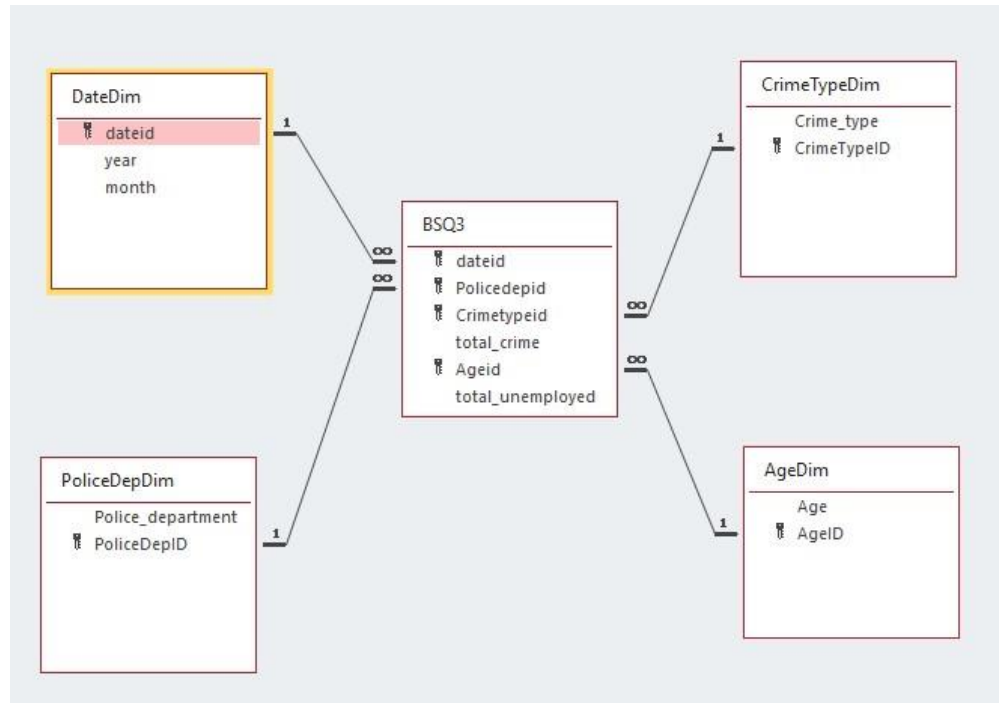 DateDim
dateid
year
month
1
CrimeTypeDim
Crime_type
CrimeTypeID
1
BSQ3
dateid
Policedepid
Crimetypeid
total_crime
Ageid
total_unemployed
∞
∞
∞
∞
PoliceDepDim
Police_department
PoliceDepID
1
AgeDim
Age
AgeID
1